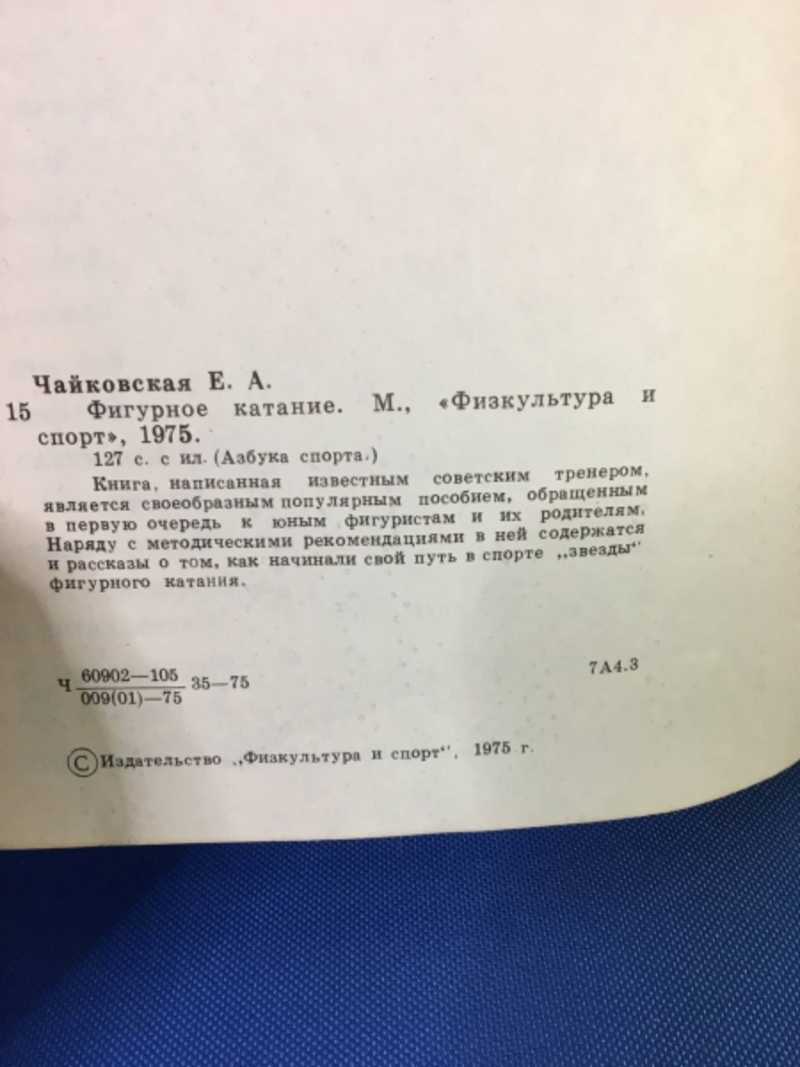 Чайковская Е. А.
15 Фигурное катание. М., «Физкультура и
спорт», 1975.
127 с. с ил. (Азбука спорта.)
Книга, написанная известным советским тренером,
является своеобразным популярным пособием, обращенным
в первую очередь к юным фигуристам и их родителям.
Наряду с методическими рекомендациями в ней содержатся
и рассказы о том, как начинали свой путь в спорте „звезды“
фигурного катания.
60902—105
Ч 35—75 7А4.3
009(01)—75
© Издательство „Физкультура и спорт“, 1975 г.